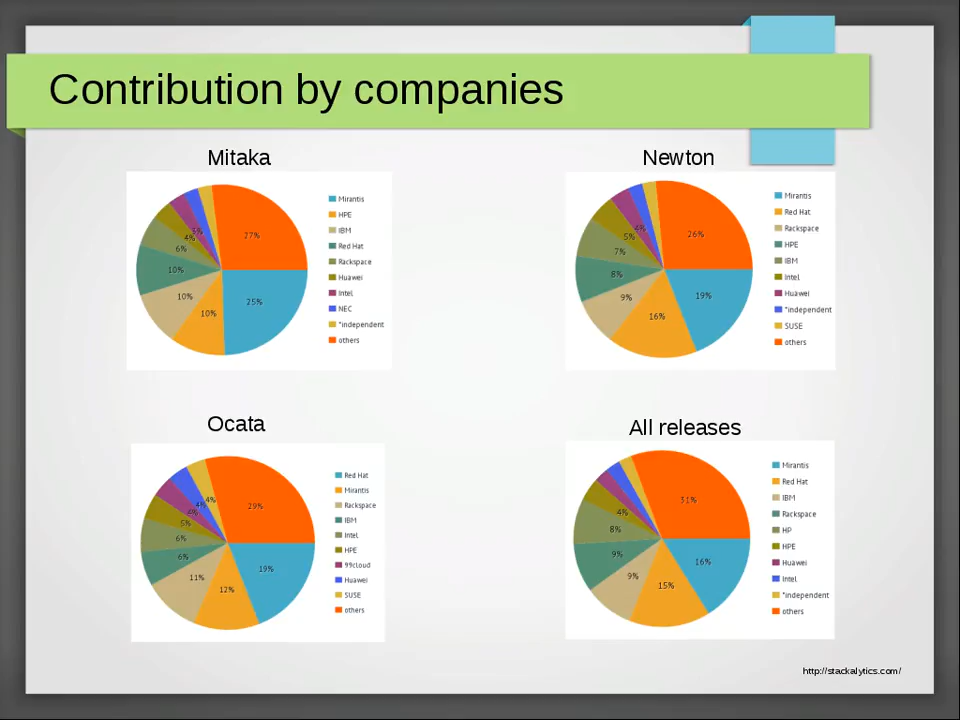 Contribution by companies
Mitaka
27%
25%
10%
10%
10%
6%
4%
3%
Mirantis
HPE
IBM
Red Hat
Rackspace
Huawei
Intel
NEC
*independent
others
Newton
26%
19%
16%
9%
8%
7%
5%
4%
Mirantis
Red Hat
Rackspace
HPE
IBM
Intel
Huawei
*independent
SUSE
others
Ocata
29%
19%
12%
11%
6%
6%
5%
4%
4%
4%
Red Hat
Mirantis
Rackspace
IBM
Intel
HPE
99cloud
Huawei
SUSE
others
All releases
31%
16%
15%
9%
9%
8%
4%
Mirantis
Red Hat
IBM
Rackspace
HP
HPE
Huawei
Intel
*independent
others
http://stackalytics.com/